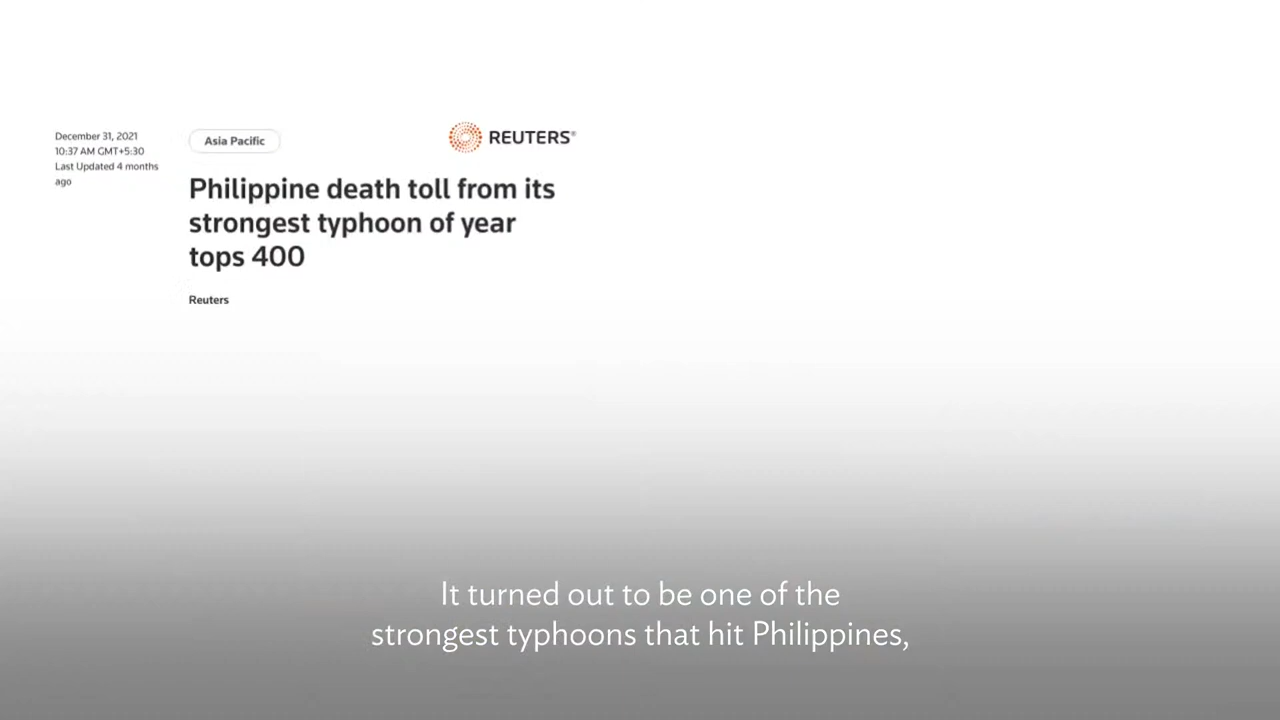 December 31, 2021
10:37 AM GMT+5:30
Last Updated 4 months
ago
Asia Pacific
REUTERS®
Philippine death toll from its
strongest typhoon of year
tops 400
Reuters
It turned out to be one of the
strongest typhoons that hit Philippines,